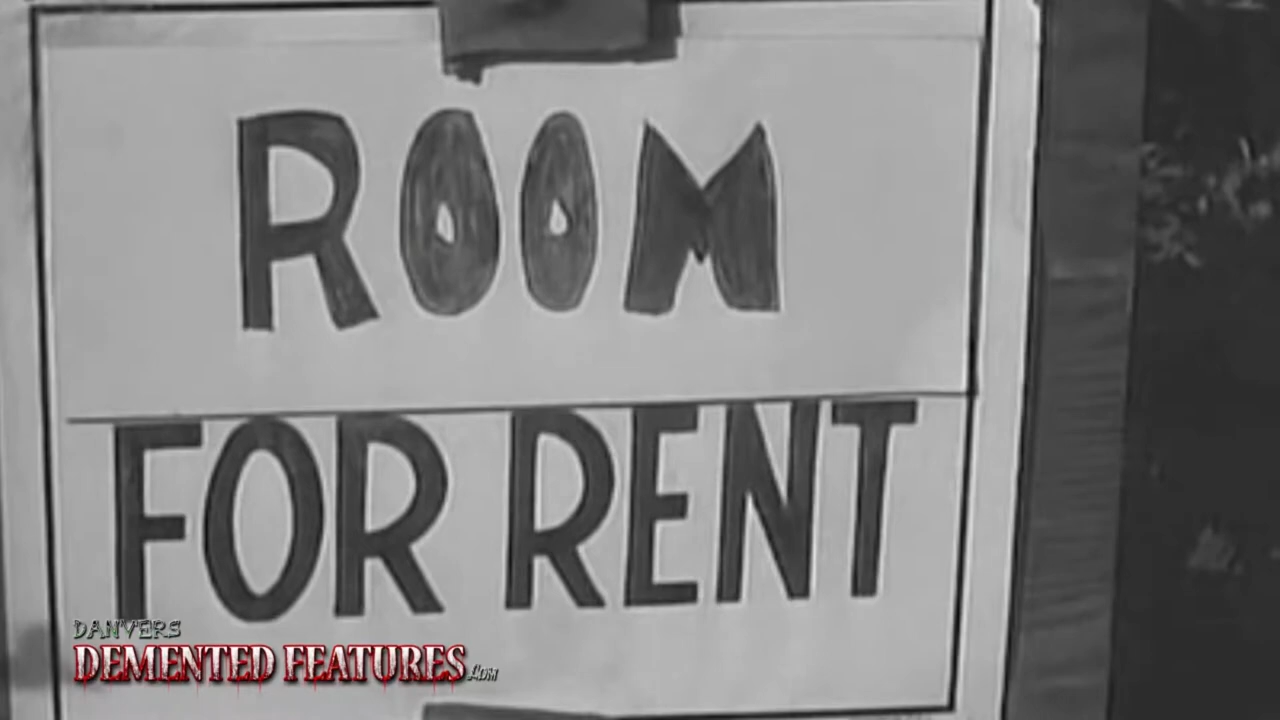 ROOM
FOR RENT
DANVERS
DEMENTED FEATURES
.COM